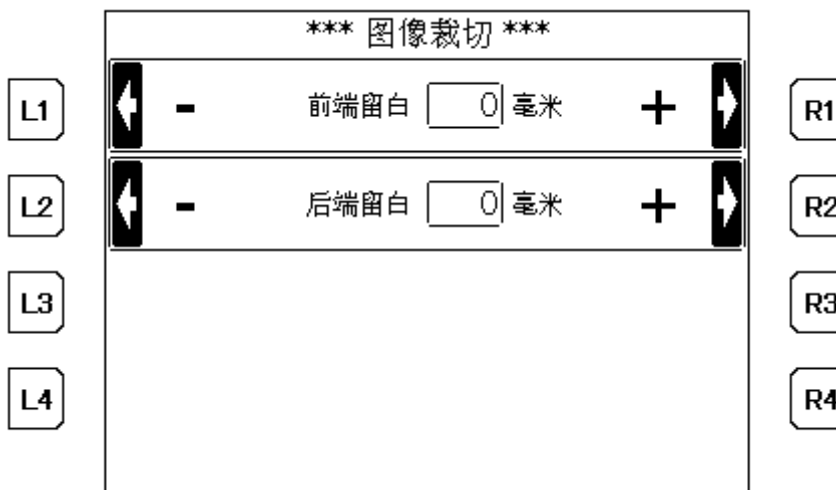 *** 图像裁切 ***
L1 - 前端留白 0 毫米 + R1
L2 - 后端留白 0 毫米 + R2
L3 R3
L4 R4